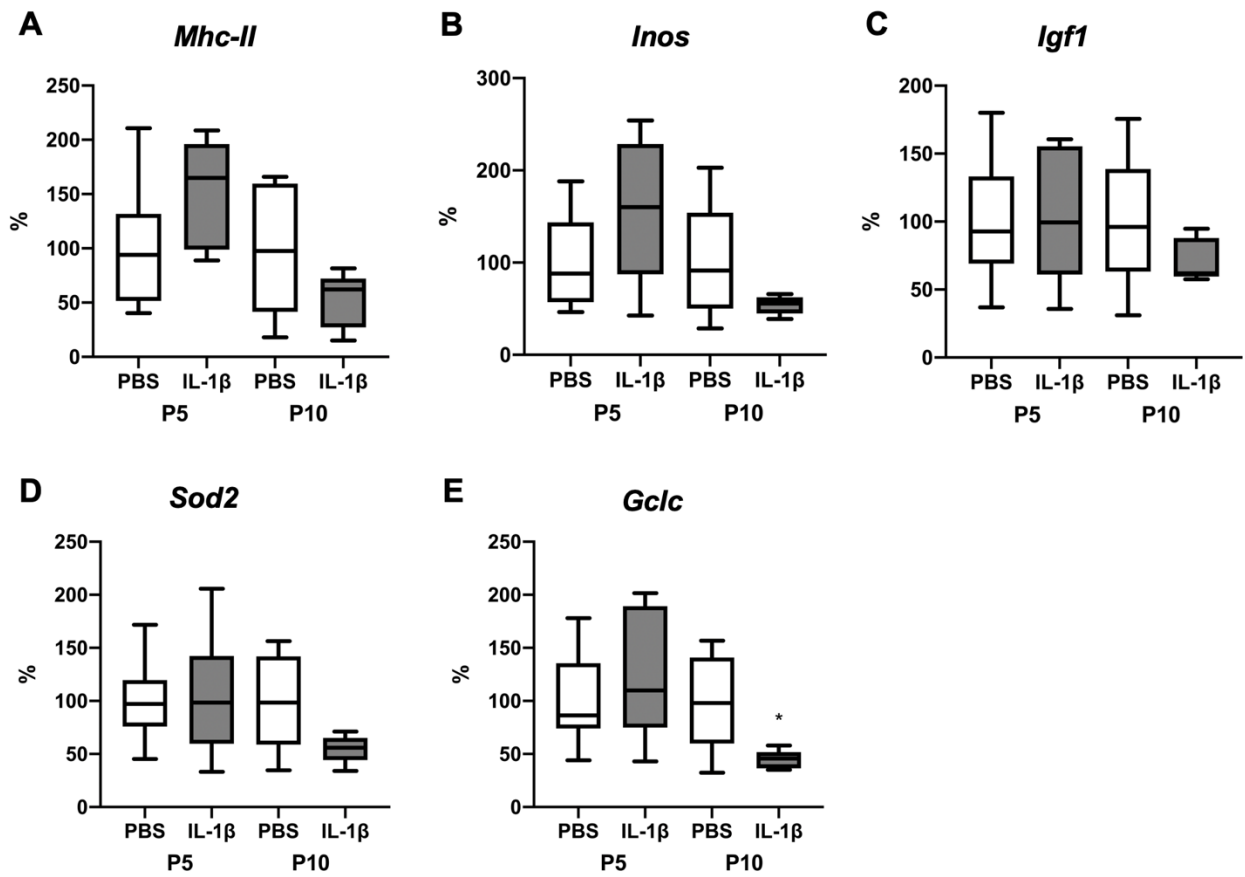 A
Mhc-II
250
200
150
100
50
0
%
PBS IL-1β PBS IL-1β
P5 P10
B
Inos
300
200
100
0
%
PBS IL-1β PBS IL-1β
P5 P10
C
Igf1
200
150
100
50
0
%
PBS IL-1β PBS IL-1β
P5 P10
D
Sod2
250
200
150
100
50
0
%
PBS IL-1β PBS IL-1β
P5 P10
E
Gclc
250
200
150
100
50
0
%
*
PBS IL-1β PBS IL-1β
P5 P10